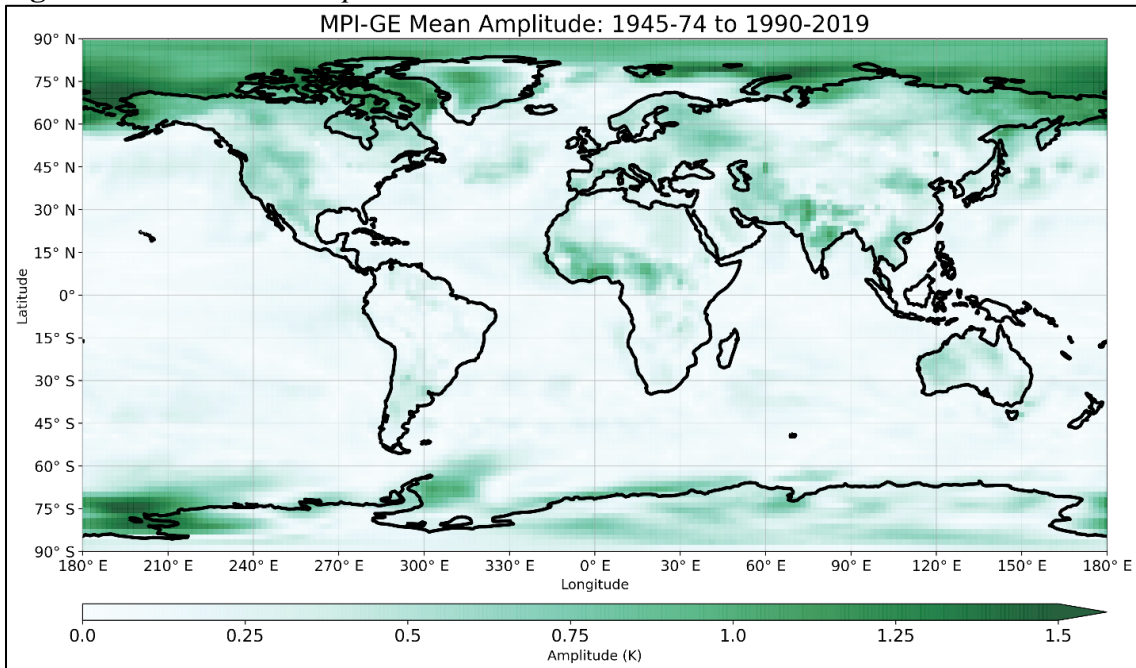 MPI-GE Mean Amplitude: 1945-74 to 1990-2019
90° N
75° N
60° N
45° N
30° N
15° N
0°
15° S
30° S
45° S
60° S
75° S
90° S
Latitude
180° E 210° E 240° E 270° E 300° E 330° E 0° E 30° E 60° E 90° E 120° E 150° E 180° E
Longitude
0.0 0.25 0.5 0.75 1.0 1.25 1.5
Amplitude (K)